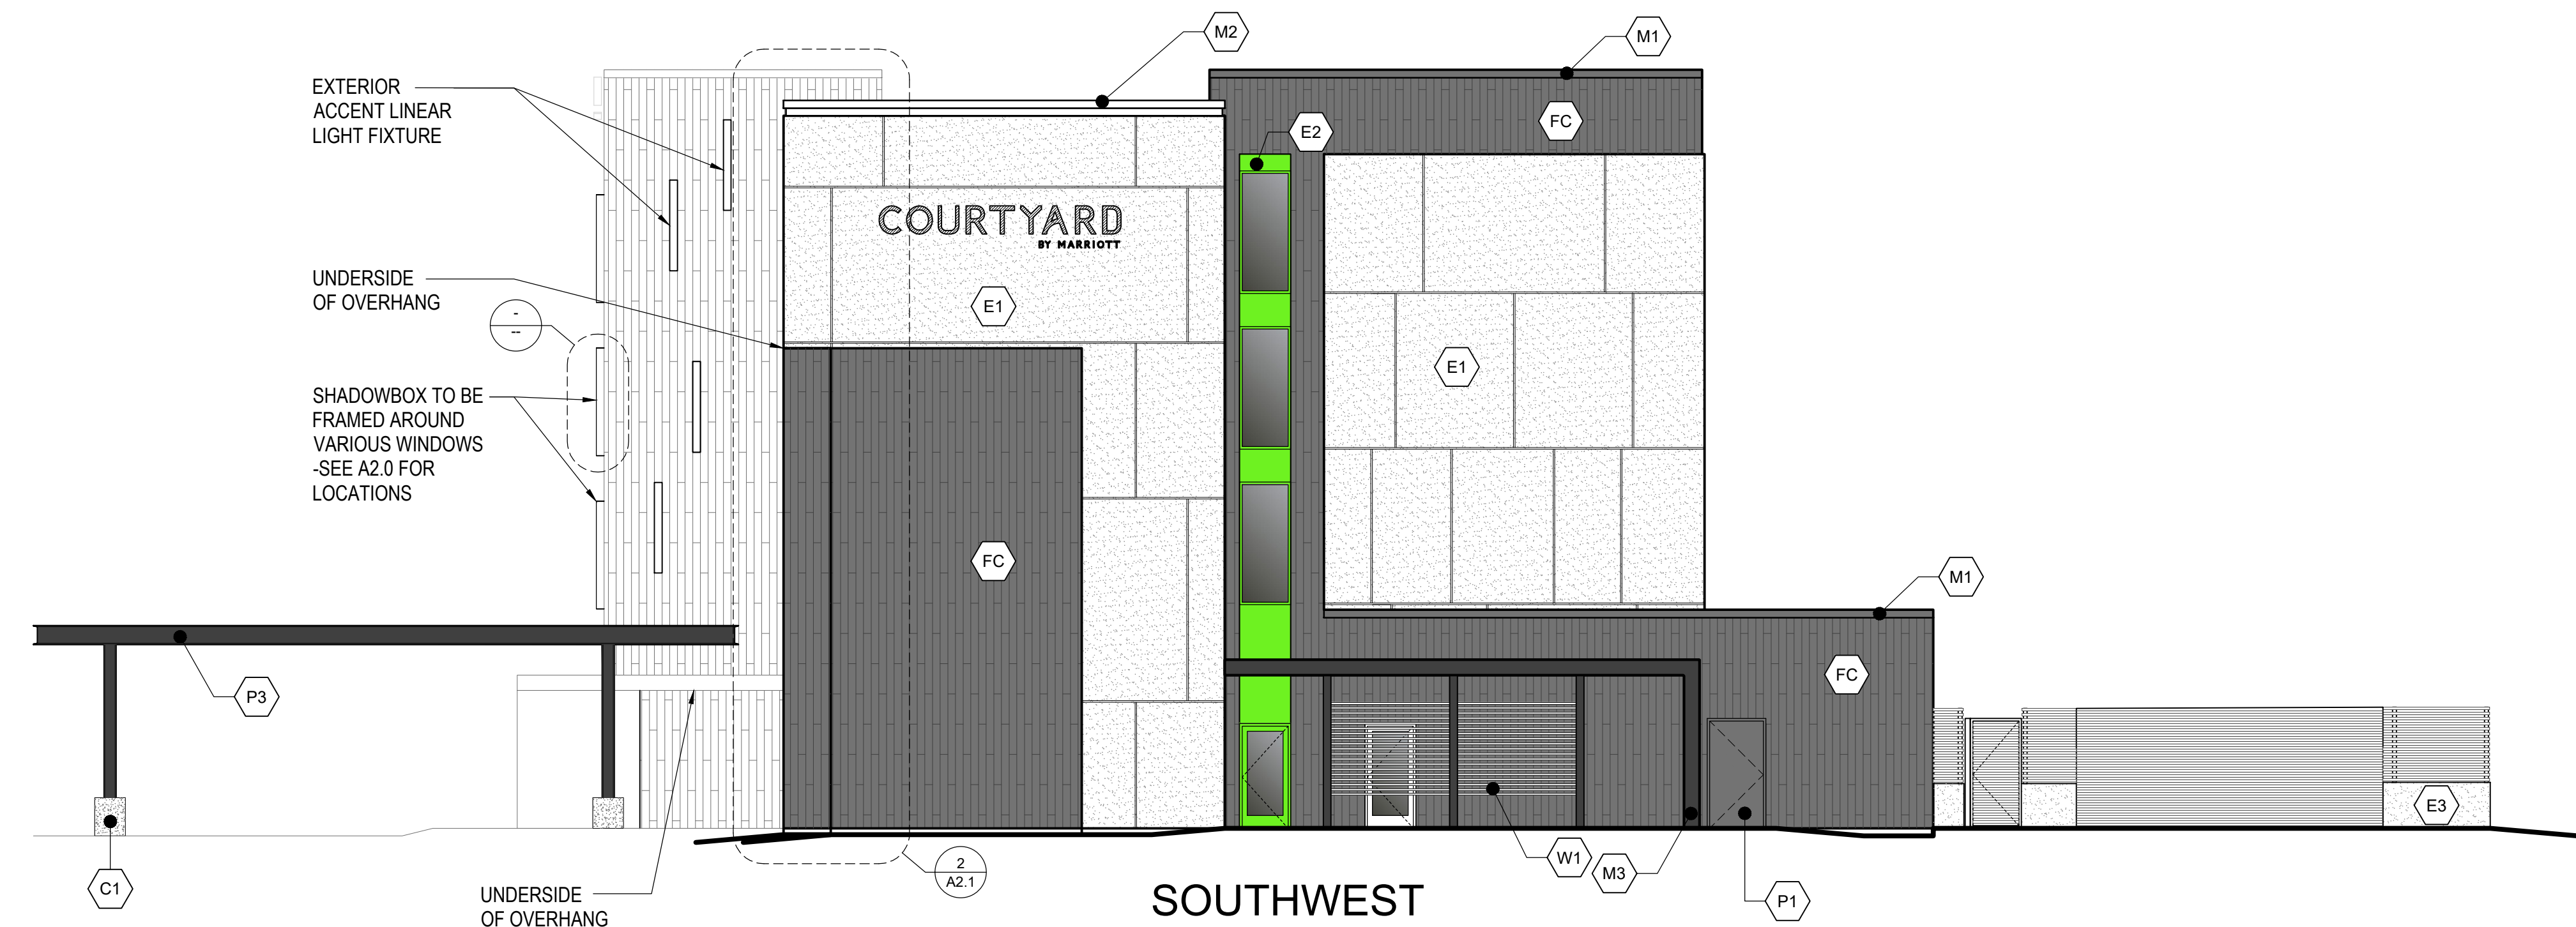 M2
M1
EXTERIOR
ACCENT LINEAR
LIGHT FIXTURE
FC
E2
COURTYARD
BY MARRIOTT
UNDERSIDE
OF OVERHANG
E1
-
--
E1
SHADOWBOX TO BE
FRAMED AROUND
VARIOUS WINDOWS
-SEE A2.0 FOR
LOCATIONS
FC
M1
FC
P3
E3
C1
2
A2.1
W1
M3
P1
UNDERSIDE
OF OVERHANG
SOUTHWEST